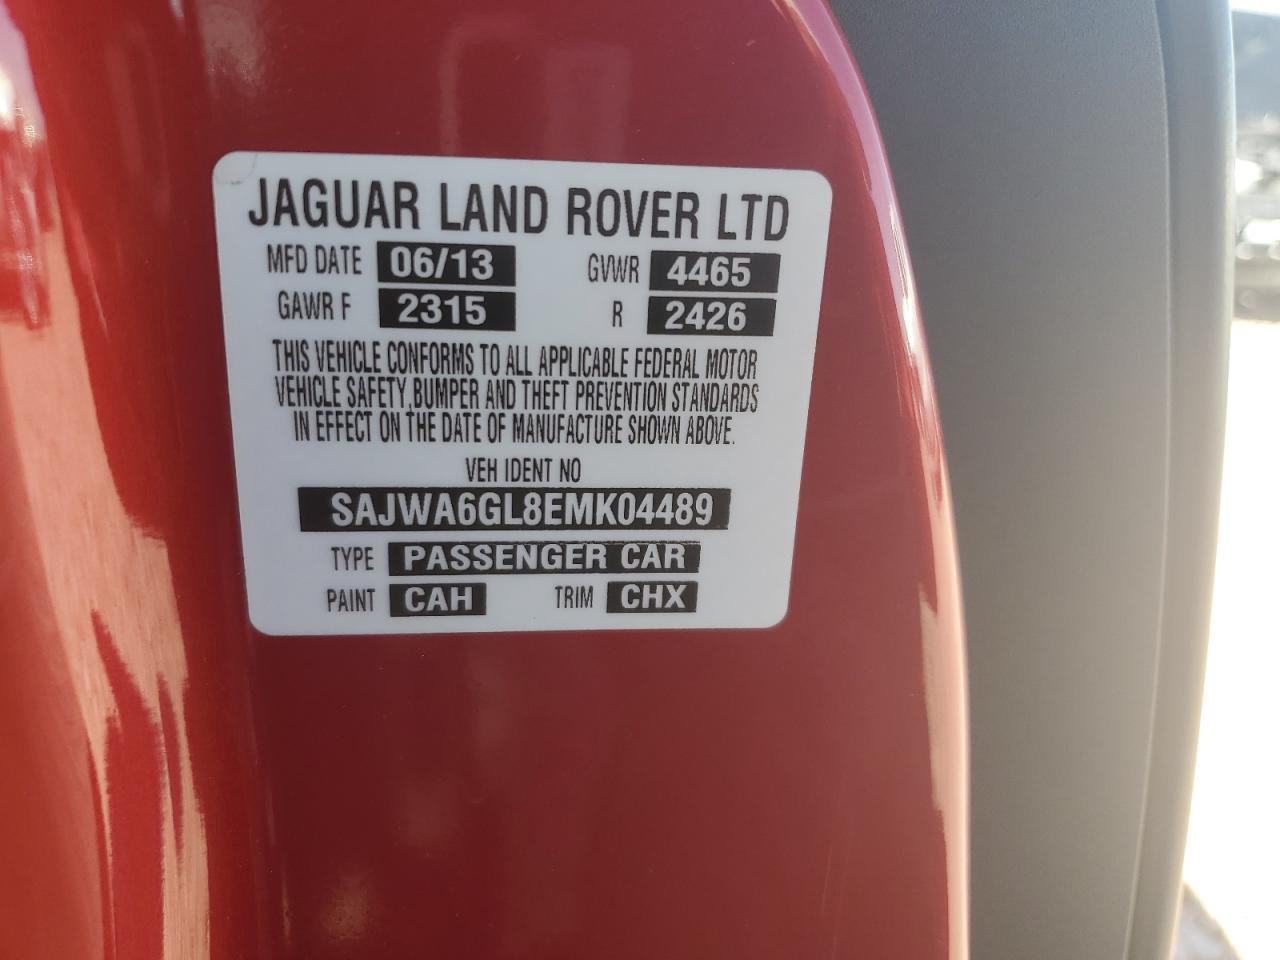 JAGUAR LAND ROVER LTD
MFD DATE 06/13 GVWR 4465
GAWR F 2315 R 2426
THIS VEHICLE CONFORMS TO ALL APPLICABLE FEDERAL MOTOR
VEHICLE SAFETY,BUMPER AND THEFT PREVENTION STANDARDS
IN EFFECT ON THE DATE OF MANUFACTURE SHOWN ABOVE.
VEH IDENT NO
SAJWA6GL8EMK04489
TYPE PASSENGER CAR
PAINT CAH TRIM CHX